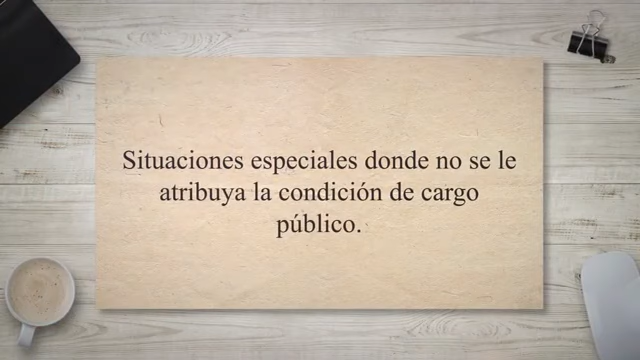 Situaciones especiales donde no se le
atribuya la condición de cargo
público.